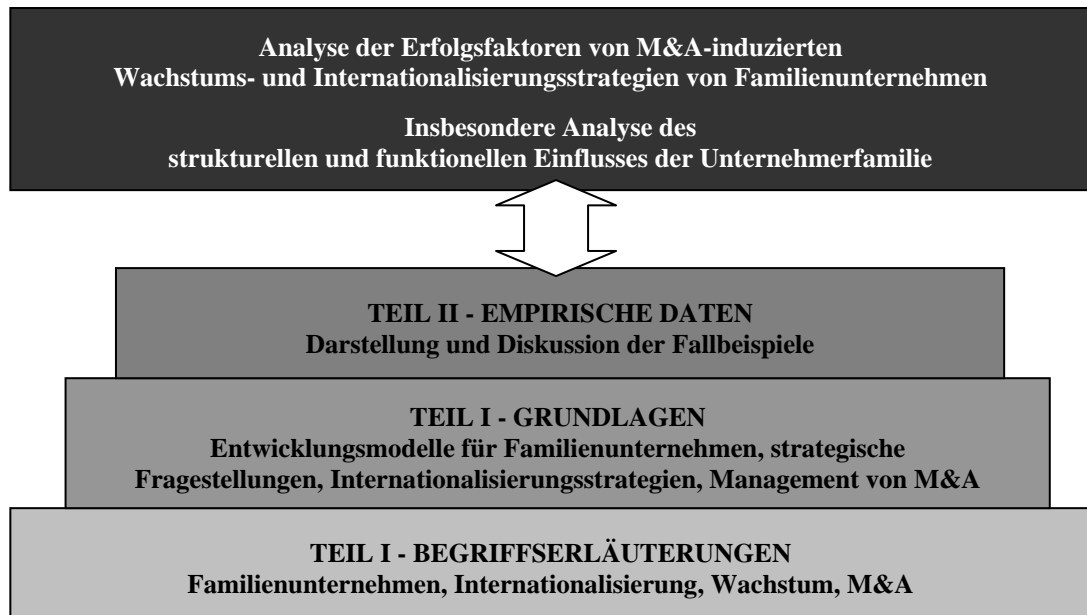 Analyse der Erfolgsfaktoren von M&A-induzierten
Wachstums- und Internationalisierungsstrategien von Familienunternehmen
Insbesondere Analyse des
strukturellen und funktionellen Einflusses der Unternehmerfamilie
TEIL II - EMPIRISCHE DATEN
Darstellung und Diskussion der Fallbeispiele
TEIL I - GRUNDLAGEN
Entwicklungsmodelle für Familienunternehmen, strategische
Fragestellungen, Internationalisierungsstrategien, Management von M&A
TEIL I - BEGRIFFSERLÄUTERUNGEN
Familienunternehmen, Internationalisierung, Wachstum, M&A